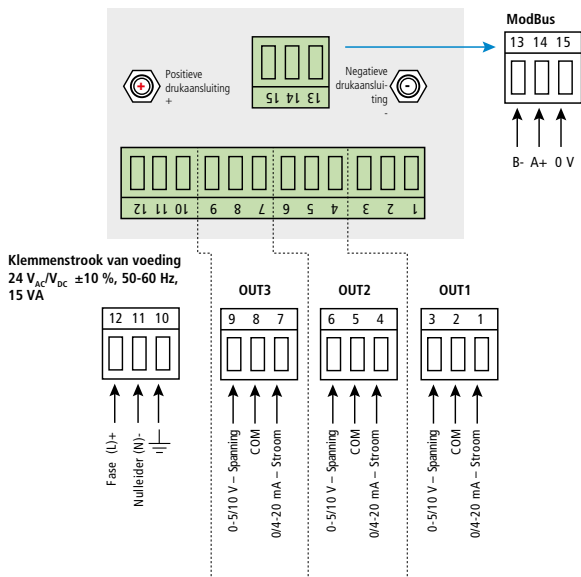 ModBus
13 14 15
B- A+ 0 V
Positieve
drukaansluiting
+
15 14 13
Negatieve
drukaanslui-
ting
-
12 11 10 9 8 7 6 5 4 3 2 1
Klemmenstrook van voeding
24 VAC/VDC ±10 %, 50-60 Hz,
15 VA
12 11 10
Fase (L)+
Nulleider (N)-
OUT3
9 8 7
0-5/10 V – Spanning
COM
0/4-20 mA – Stroom
OUT2
6 5 4
0-5/10 V – Spanning
COM
0/4-20 mA – Stroom
OUT1
3 2 1
0-5/10 V – Spanning
COM
0/4-20 mA – Stroom